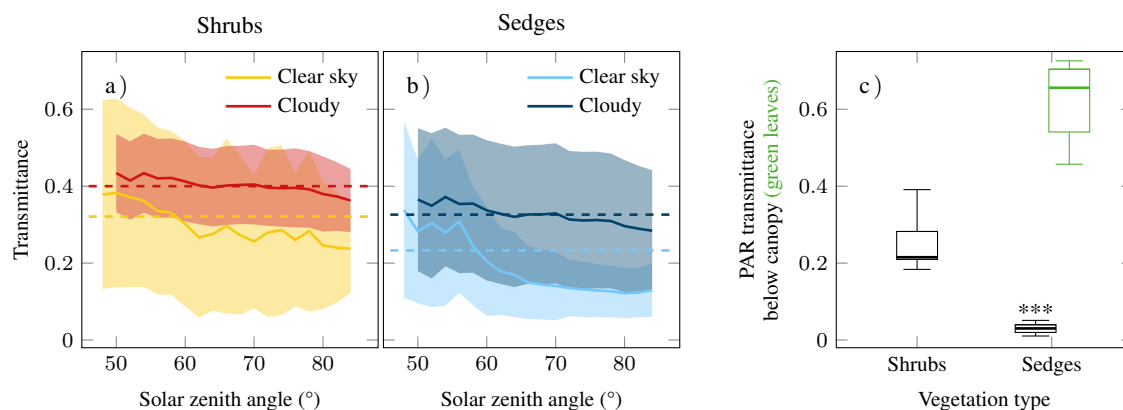 Shrubs
Sedges
a)
Clear sky
Cloudy
b)
Clear sky
Cloudy
c)
0.6
0.4
0.2
0
Transmittance
50
60
70
80
Solar zenith angle (°)
50
60
70
80
Solar zenith angle (°)
PAR transmittance
below canopy (green leaves)
0.6
0.4
0.2
0
***
Shrubs
Sedges
Vegetation type